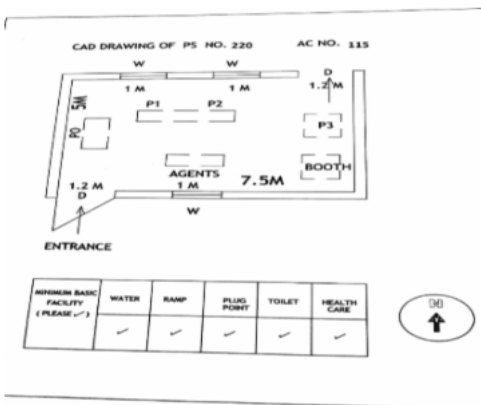 CAD DRAWING OF PS NO. 220 AC NO. 115
W W D
1 M 1 M 1.2 M
5M P1 P2
PO P3
AGENTS BOOTH
1.2 M 1 M 7.5M
D
W
ENTRANCE
MINIMUM BASIC FACILITY ( PLEASE ✓ ) WATER RAMP PLUG POINT TOILET HEALTH CARE
✓ ✓ ✓ ✓ ✓
N